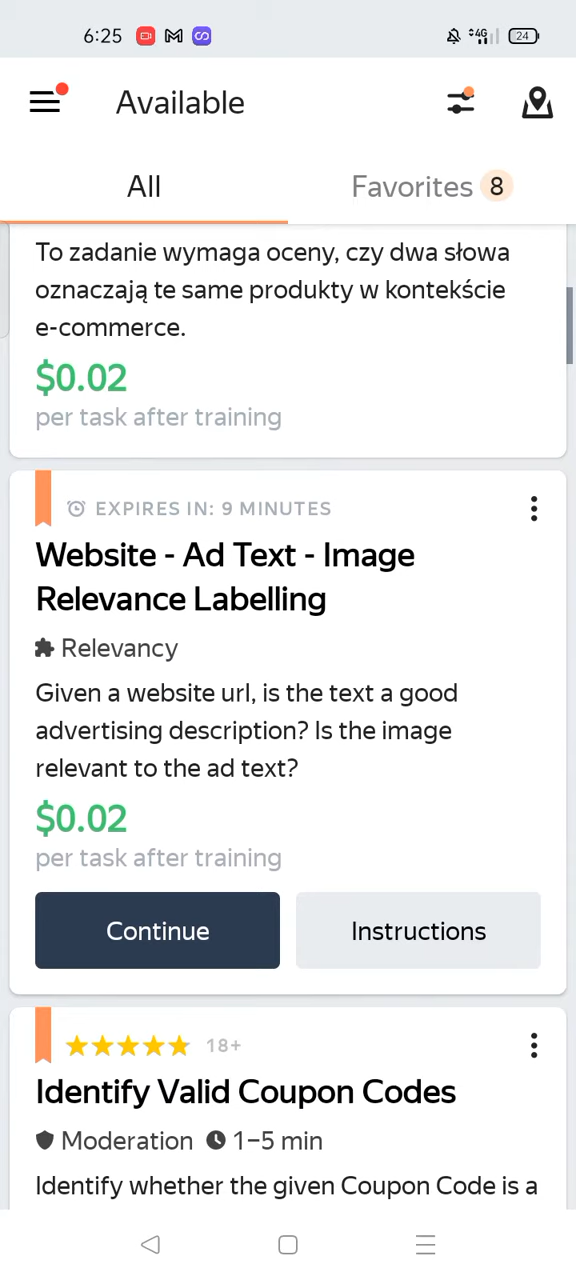 6:25
4G
24
Available
All
Favorites 8
To zadanie wymaga oceny, czy dwa słowa
oznaczają te same produkty w kontekście
e-commerce.
$0.02
per task after training
EXPIRES IN: 9 MINUTES
Website - Ad Text - Image
Relevance Labelling
Relevancy
Given a website url, is the text a good
advertising description? Is the image
relevant to the ad text?
$0.02
per task after training
Continue
Instructions
18+
Identify Valid Coupon Codes
Moderation 1–5 min
Identify whether the given Coupon Code is a